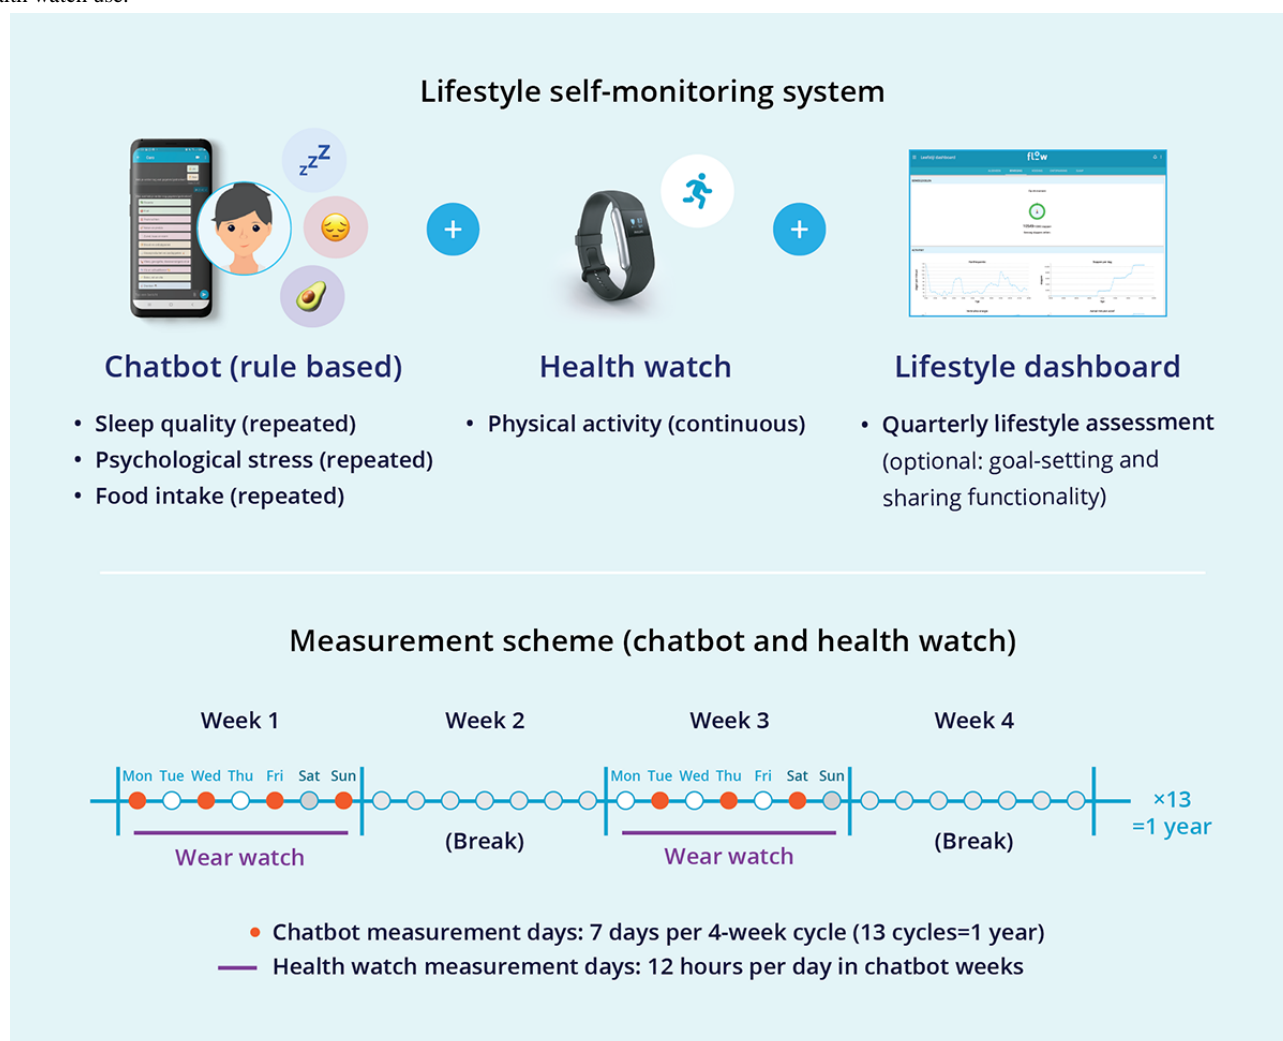 Lifestyle self-monitoring system
zzZ
flow
Chatbot (rule based)
• Sleep quality (repeated)
• Psychological stress (repeated)
• Food intake (repeated)
Health watch
• Physical activity (continuous)
Lifestyle dashboard
• Quarterly lifestyle assessment
(optional: goal-setting and
sharing functionality)
Measurement scheme (chatbot and health watch)
Week 1 Week 2 Week 3 Week 4
Mon Tue Wed Thu Fri Sat Sun Mon Tue Wed Thu Fri Sat Sun
×13
=1 year
Wear watch (Break) Wear watch (Break)
• Chatbot measurement days: 7 days per 4-week cycle (13 cycles=1 year)
Health watch measurement days: 12 hours per day in chatbot weeks